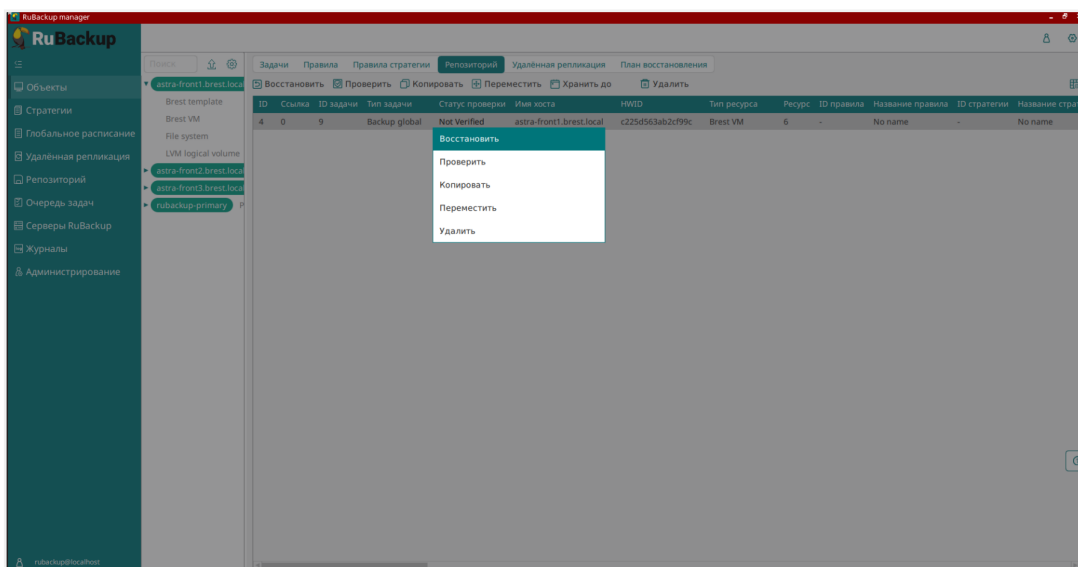 RuBackup manager
RuBackup
Поиск
Задачи Правила Правила стратегии Репозиторий Удалённая репликация План восстановления
Объекты
astra-front1.brest.local
Восстановить Проверить Копировать Переместить Хранить до Удалить
Brest template
ID Ссылка ID задачи Тип задачи Статус проверки Имя хоста HWID Тип ресурса Ресурс ID правила Название правила ID стратегии Название страт
Стратегии
Brest VM
4 0 9 Backup global Not Verified astra-front1.brest.local c225d563ab2cf99c Brest VM 6 - No name - No name
Глобальное расписание
File system
Восстановить
Удалённая репликация
LVM logical volume
Проверить
astra-front2.brest.local
Репозиторий
Копировать
astra-front3.brest.local
Очередь задач
rubackup-primary
Переместить
Серверы RuBackup
Удалить
Журналы
Администрирование
rubackup@localhost